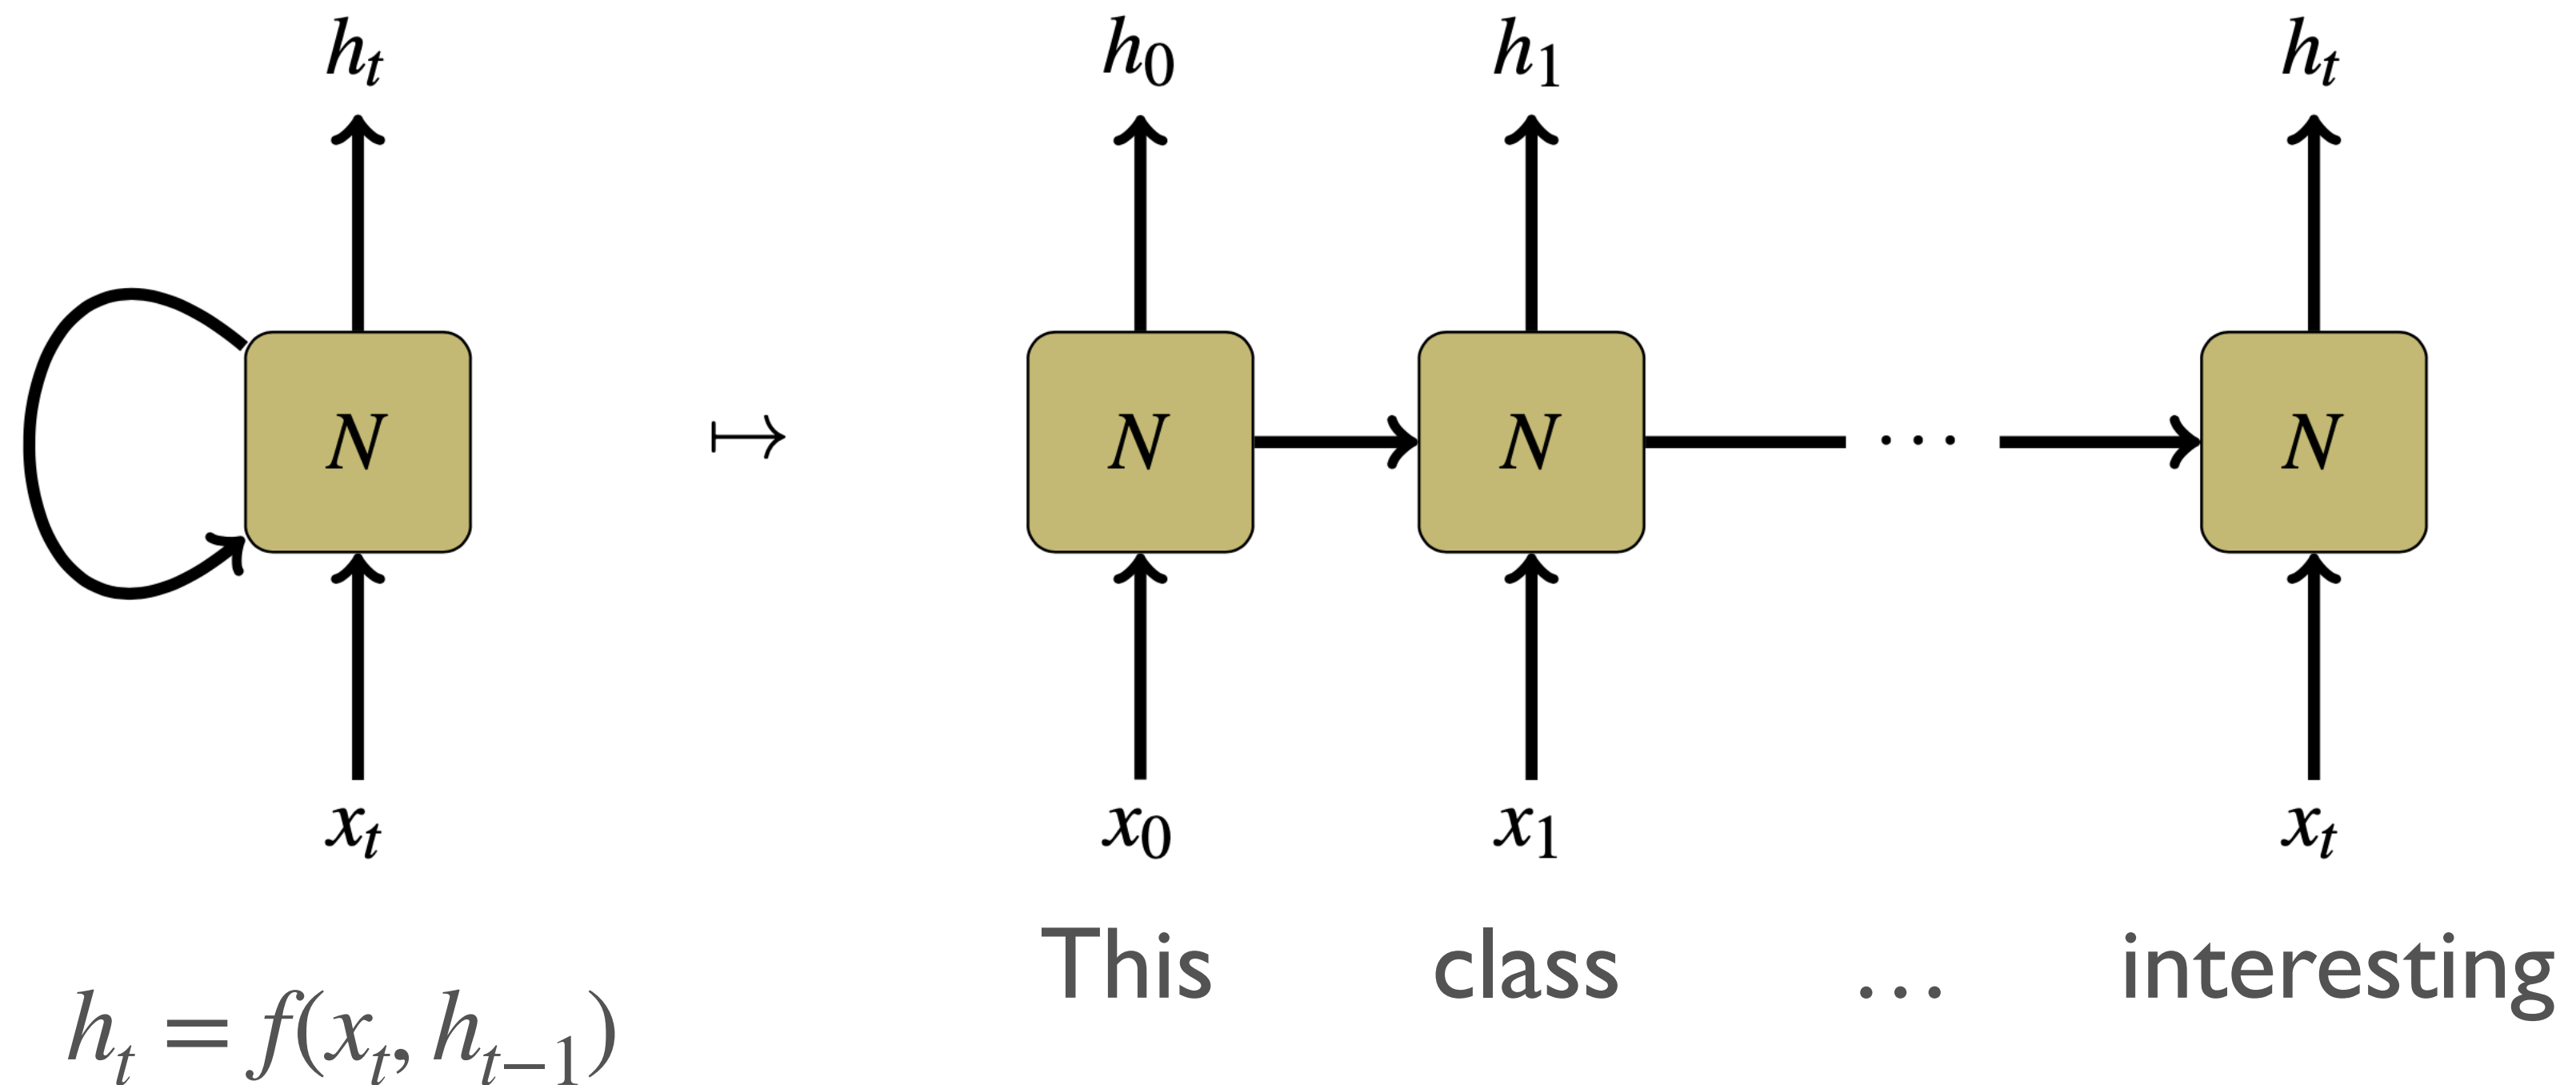 h_t h_0 h_1 h_t
N ↦ N N ⋯ N
x_t x_0 x_1 x_t
This class … interesting
h_t = f(x_t, h_{t−1})